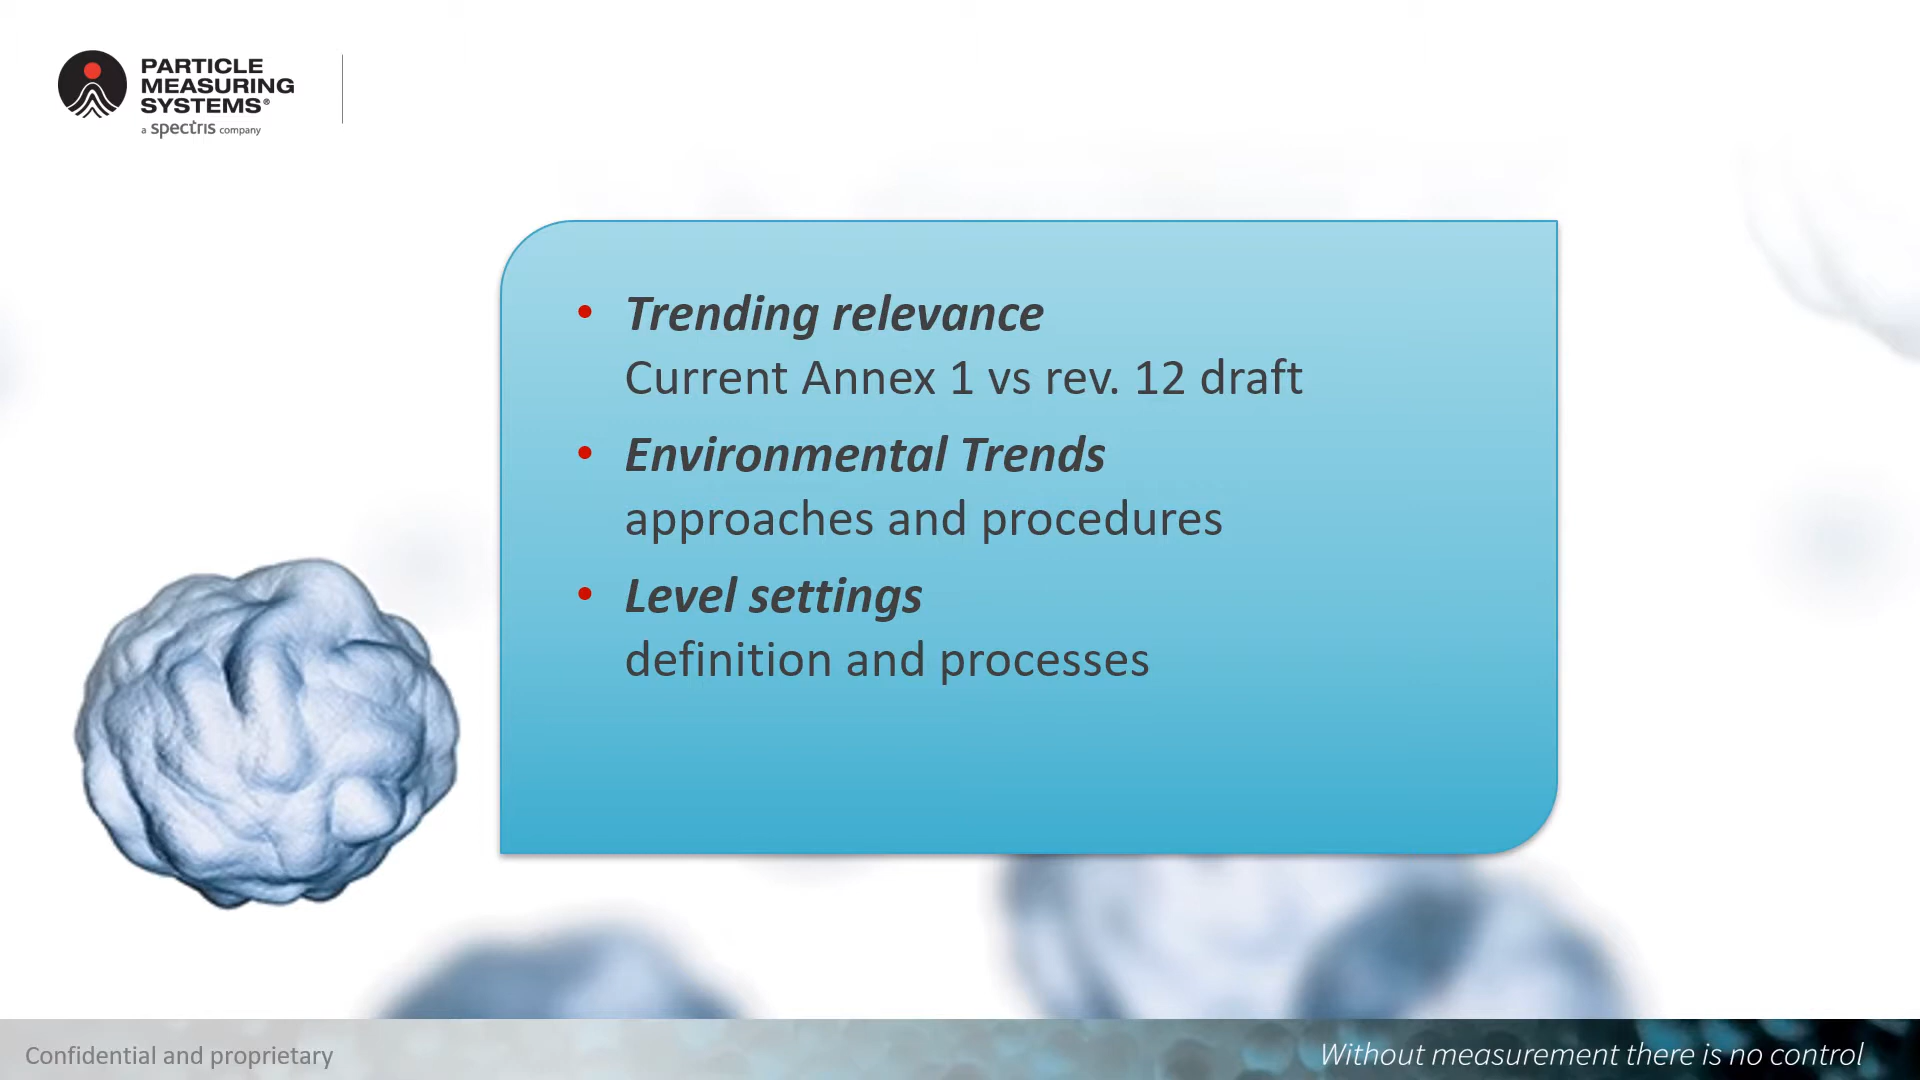 PARTICLE
MEASURING
SYSTEMS®
a spectris company
• Trending relevance
Current Annex 1 vs rev. 12 draft
• Environmental Trends
approaches and procedures
• Level settings
definition and processes
Confidential and proprietary
Without measurement there is no control